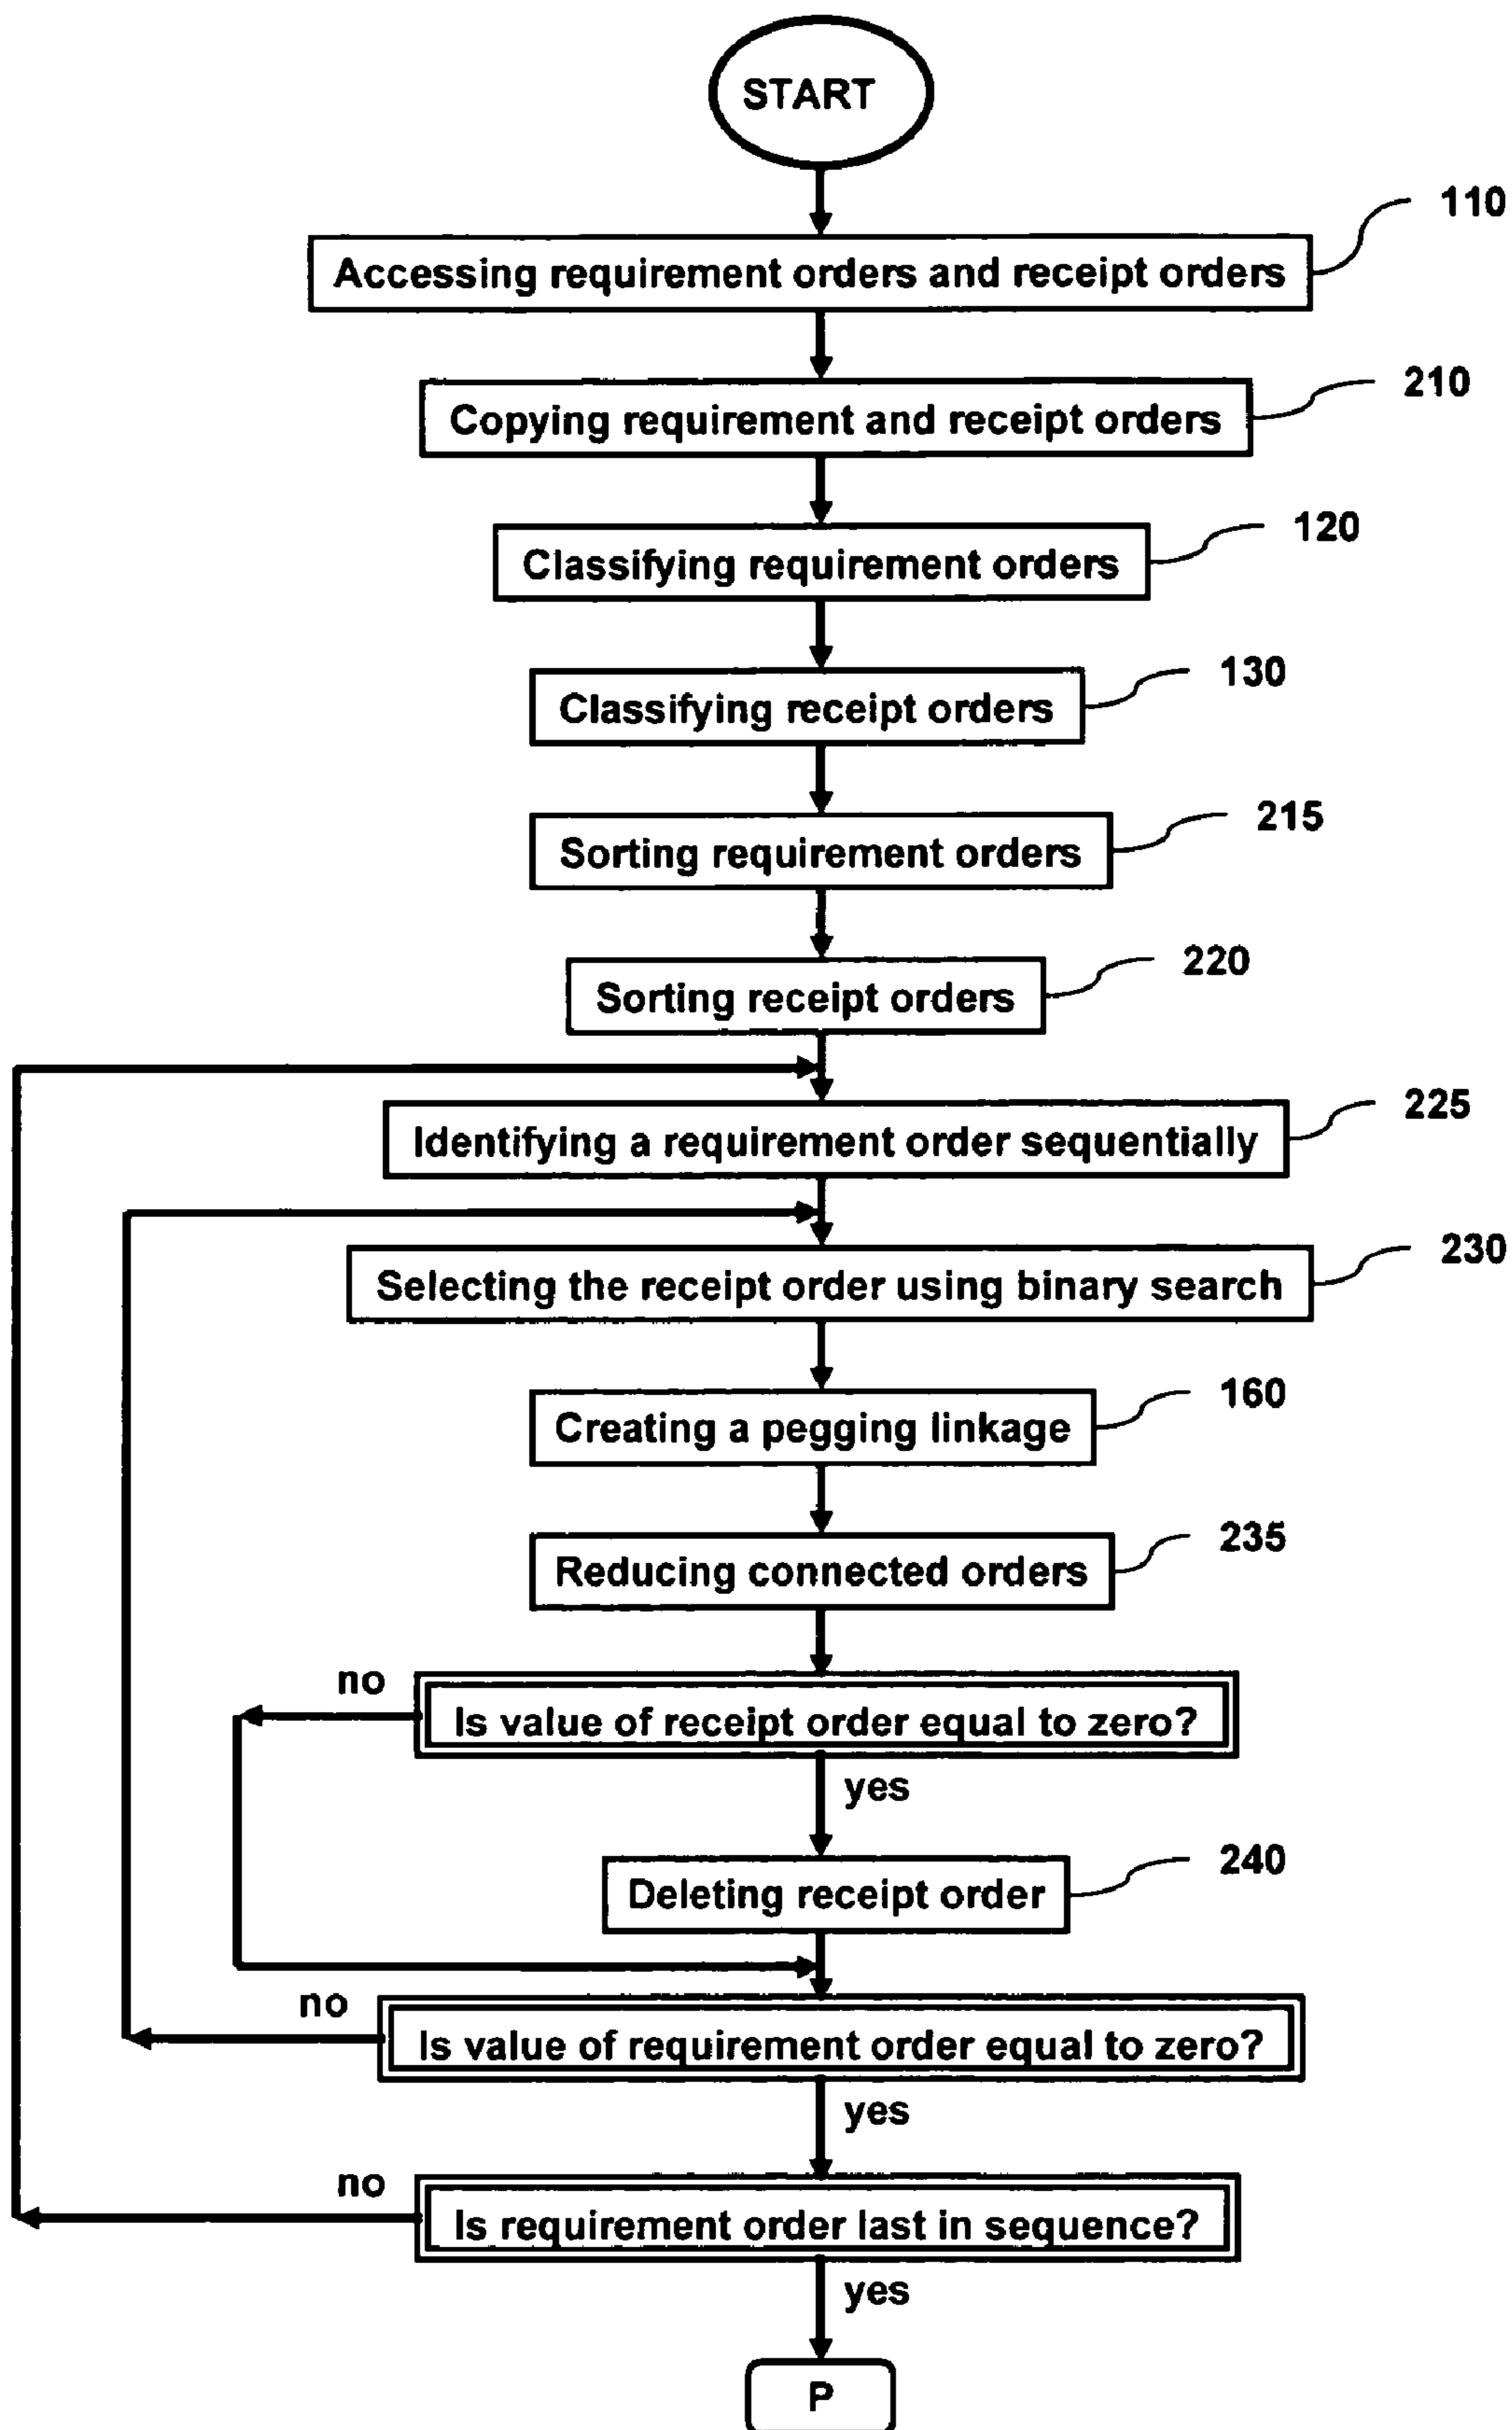 START
110
Accessing requirement orders and receipt orders
210
Copying requirement and receipt orders
120
Classifying requirement orders
130
Classifying receipt orders
215
Sorting requirement orders
220
Sorting receipt orders
225
Identifying a requirement order sequentially
230
Selecting the receipt order using binary search
160
Creating a pegging linkage
235
Reducing connected orders
no
Is value of receipt order equal to zero?
yes
240
Deleting receipt order
no
Is value of requirement order equal to zero?
yes
no
Is requirement order last in sequence?
yes
P